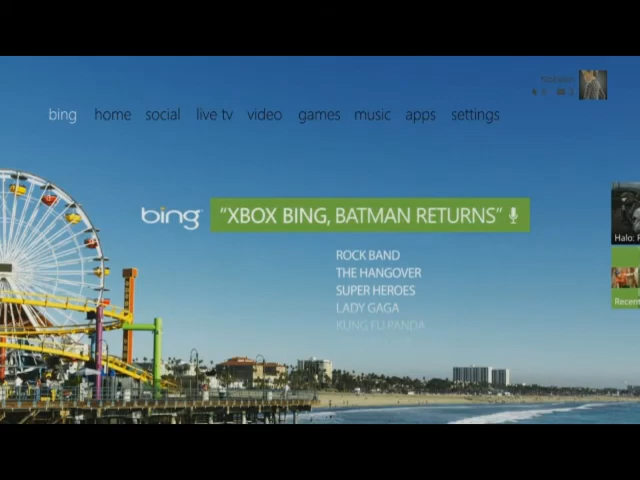 bing home social live tv video games music apps settings
bing "XBOX BING, BATMAN RETURNS"
ROCK BAND
THE HANGOVER
SUPER HEROES
LADY GAGA
KUNG FU PANDA
Halo:
Recent